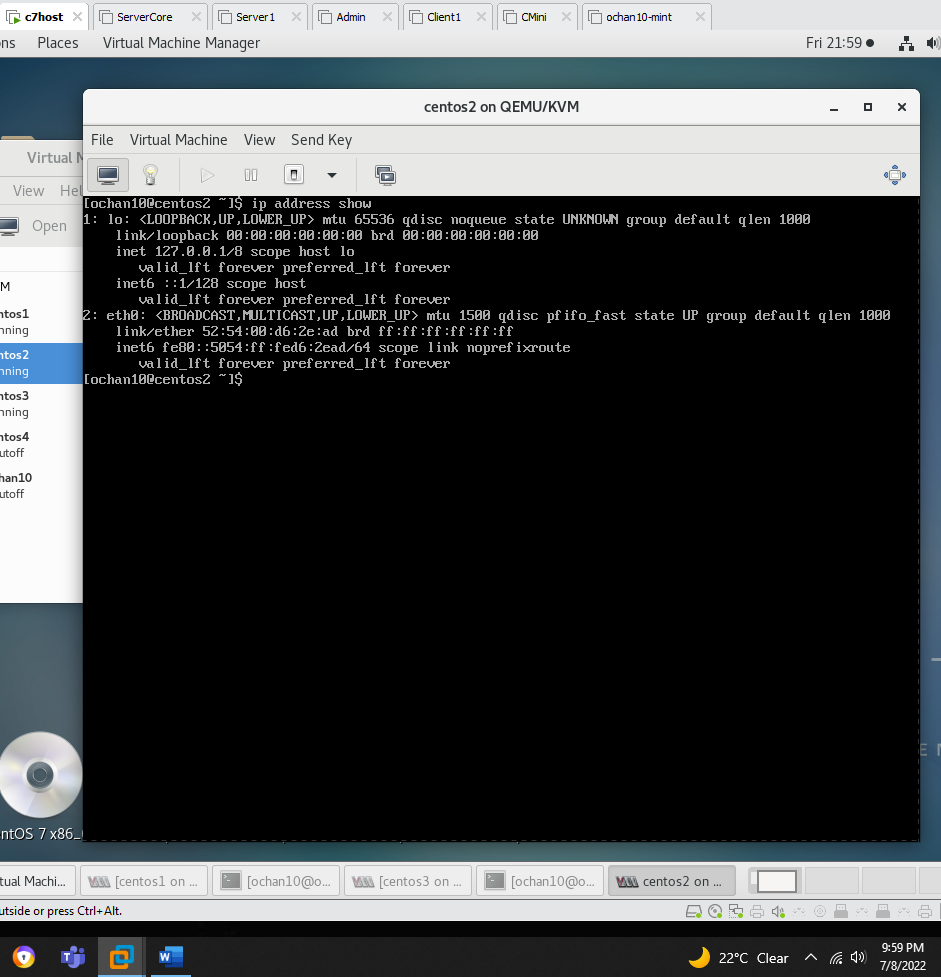 c7host
ServerCore
Server1
Admin
Client1
CMini
ochan10-mint
ns
Places
Virtual Machine Manager
Fri 21:59
centos2 on QEMU/KVM
File
Virtual Machine
View
Send Key
Virtual M
View
Hel
Open
M
ntos1
nning
ntos2
nning
ntos3
nning
ntos4
utoff
han10
utoff
[ochan10@centos2 ~]$ ip address show
1: lo: <LOOPBACK,UP,LOWER_UP> mtu 65536 qdisc noqueue state UNKNOWN group default qlen 1000
link/loopback 00:00:00:00:00:00 brd 00:00:00:00:00:00
inet 127.0.0.1/8 scope host lo
valid_lft forever preferred_lft forever
inet6 ::1/128 scope host
valid_lft forever preferred_lft forever
2: eth0: <BROADCAST,MULTICAST,UP,LOWER_UP> mtu 1500 qdisc pfifo_fast state UP group default qlen 1000
link/ether 52:54:00:d6:2e:ad brd ff:ff:ff:ff:ff:ff
inet6 fe80::5054:ff:fed6:2ead/64 scope link noprefixroute
valid_lft forever preferred_lft forever
[ochan10@centos2 ~]$
E
ntOS 7 x86_
tual Machi...
[centos1 on ...
[ochan10@o...
[centos3 on ...
[ochan10@o...
centos2 on ...
utside or press Ctrl+Alt.
22°C Clear
9:59 PM
7/8/2022